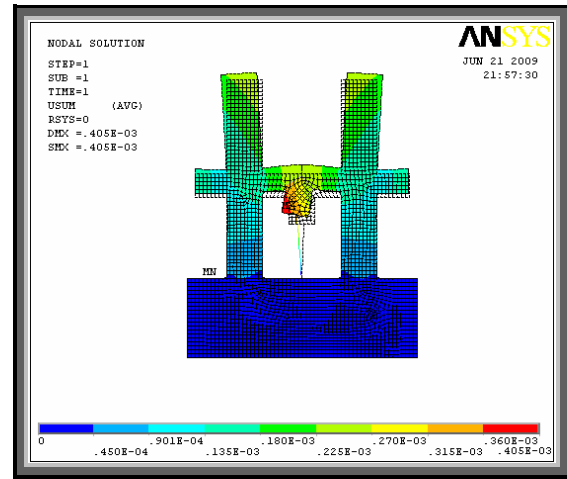 ANSYS
NODAL SOLUTION
JUN 21 2009
21:57:30
STEP=1
SUB =1
TIME=1
USUM (AVG)
RSYS=0
DMX =.405E-03
SMX =.405E-03
MN
0 .901E-04 .180E-03 .270E-03 .360E-03
.450E-04 .135E-03 .225E-03 .315E-03 .405E-03